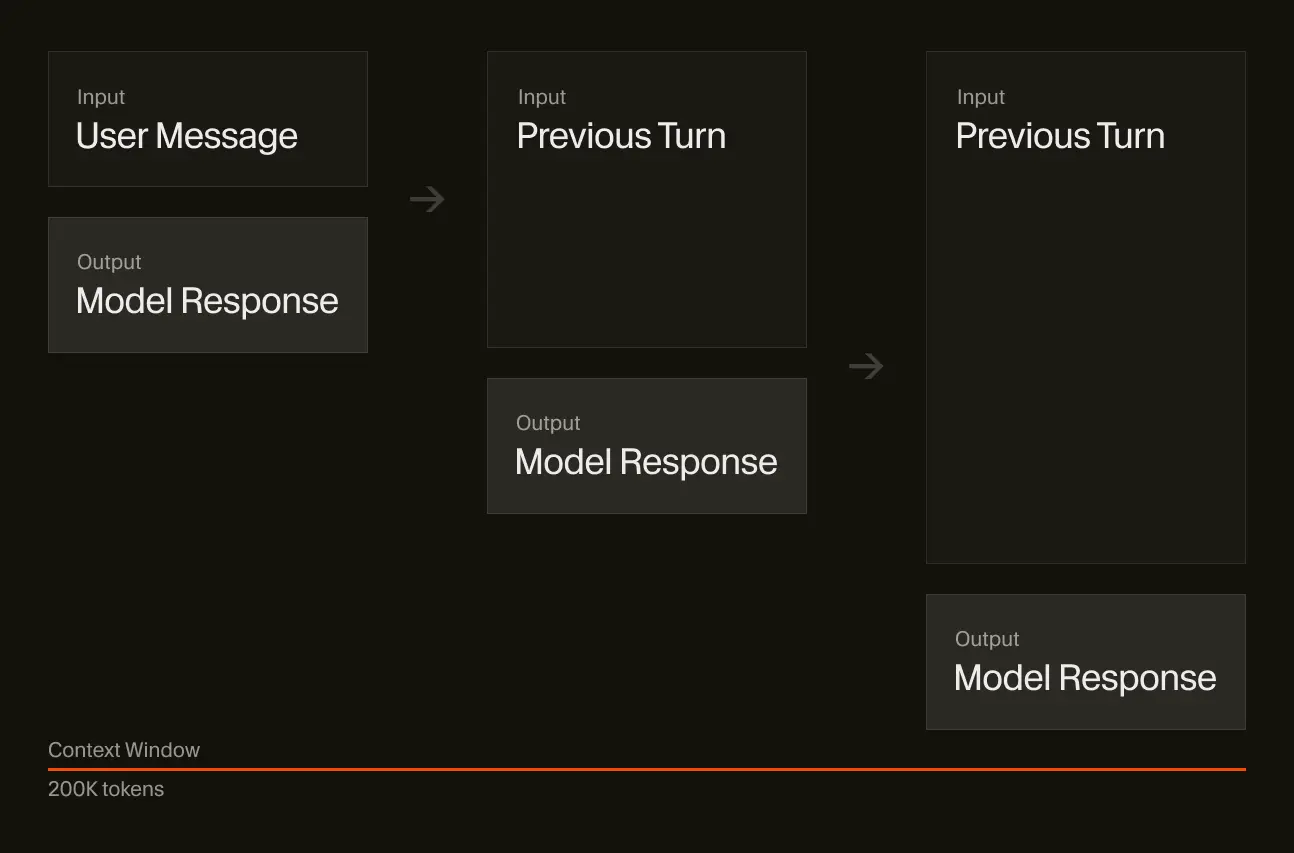 Input
User Message
Output
Model Response
Input
Previous Turn
Output
Model Response
Input
Previous Turn
Output
Model Response
Context Window
200K tokens